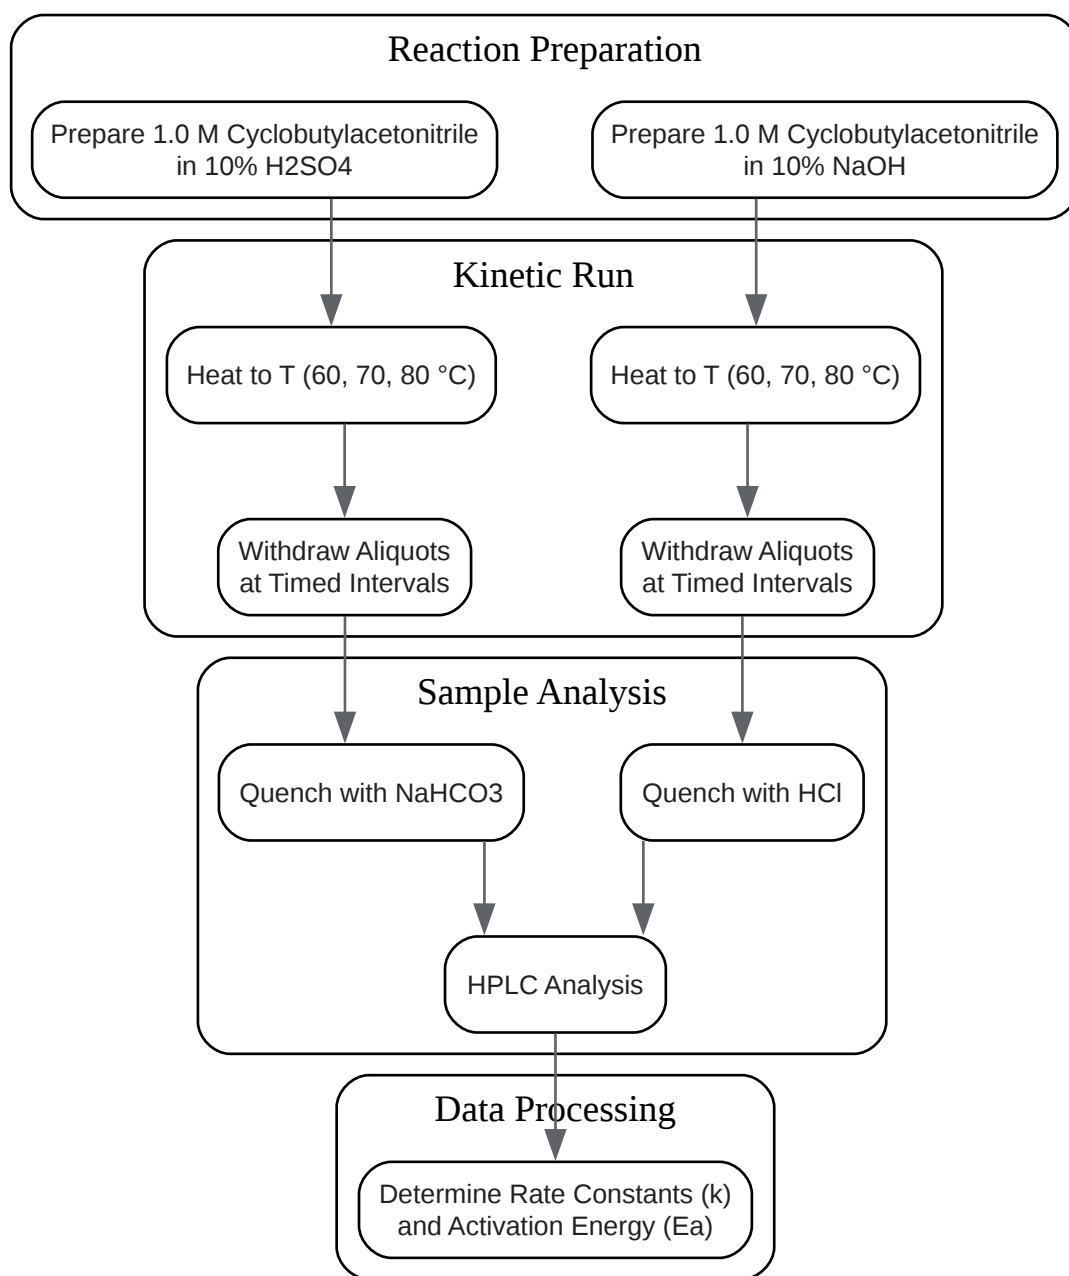 Reaction Preparation
Prepare 1.0 M Cyclobutylacetonitrile
in 10% H2SO4
Prepare 1.0 M Cyclobutylacetonitrile
in 10% NaOH
Kinetic Run
Heat to T (60, 70, 80 °C)
Heat to T (60, 70, 80 °C)
Withdraw Aliquots
at Timed Intervals
Withdraw Aliquots
at Timed Intervals
Sample Analysis
Quench with NaHCO3
Quench with HCl
HPLC Analysis
Data Processing
Determine Rate Constants (k)
and Activation Energy (Ea)